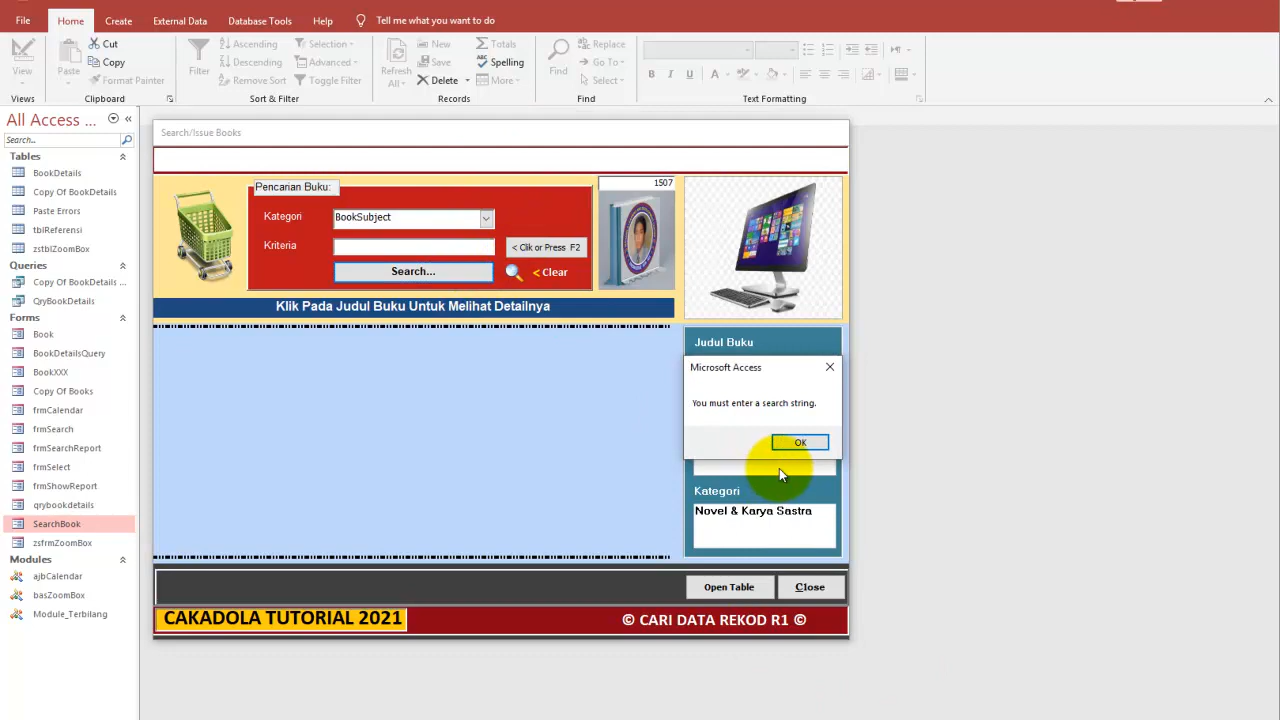 File Home Create External Data Database Tools Help Tell me what you want to do
View
Views
Paste
Cut
Copy
Format Painter
Clipboard
Filter
Ascending
Descending
Remove Sort
Selection
Advanced
Toggle Filter
Sort & Filter
Refresh
All
New
Save
Delete
Totals
Spelling
More
Records
Find
Replace
Go To
Select
Find
B I U A
Text Formatting
All Access ...
Search...
Tables
BookDetails
Copy Of BookDetails
Paste Errors
tblReferensi
zstblZoomBox
Queries
Copy Of BookDetails ...
QryBookDetails
Forms
Book
BookDetailsQuery
BookXXX
Copy Of Books
frmCalendar
frmSearch
frmSearchReport
frmSelect
frmShowReport
qrybookdetails
SearchBook
zsfrmZoomBox
Modules
ajbCalendar
basZoomBox
Module_Terbilang
Search/Issue Books
Pencarian Buku:
Kategori BookSubject
Kriteria < Clik or Press F2
Search... < Clear
1507
Klik Pada Judul Buku Untuk Melihat Detailnya
Judul Buku
Microsoft Access
You must enter a search string.
OK
Kategori
Novel & Karya Sastra
Open Table Close
CAKADOLA TUTORIAL 2021 © CARI DATA REKOD R1 ©